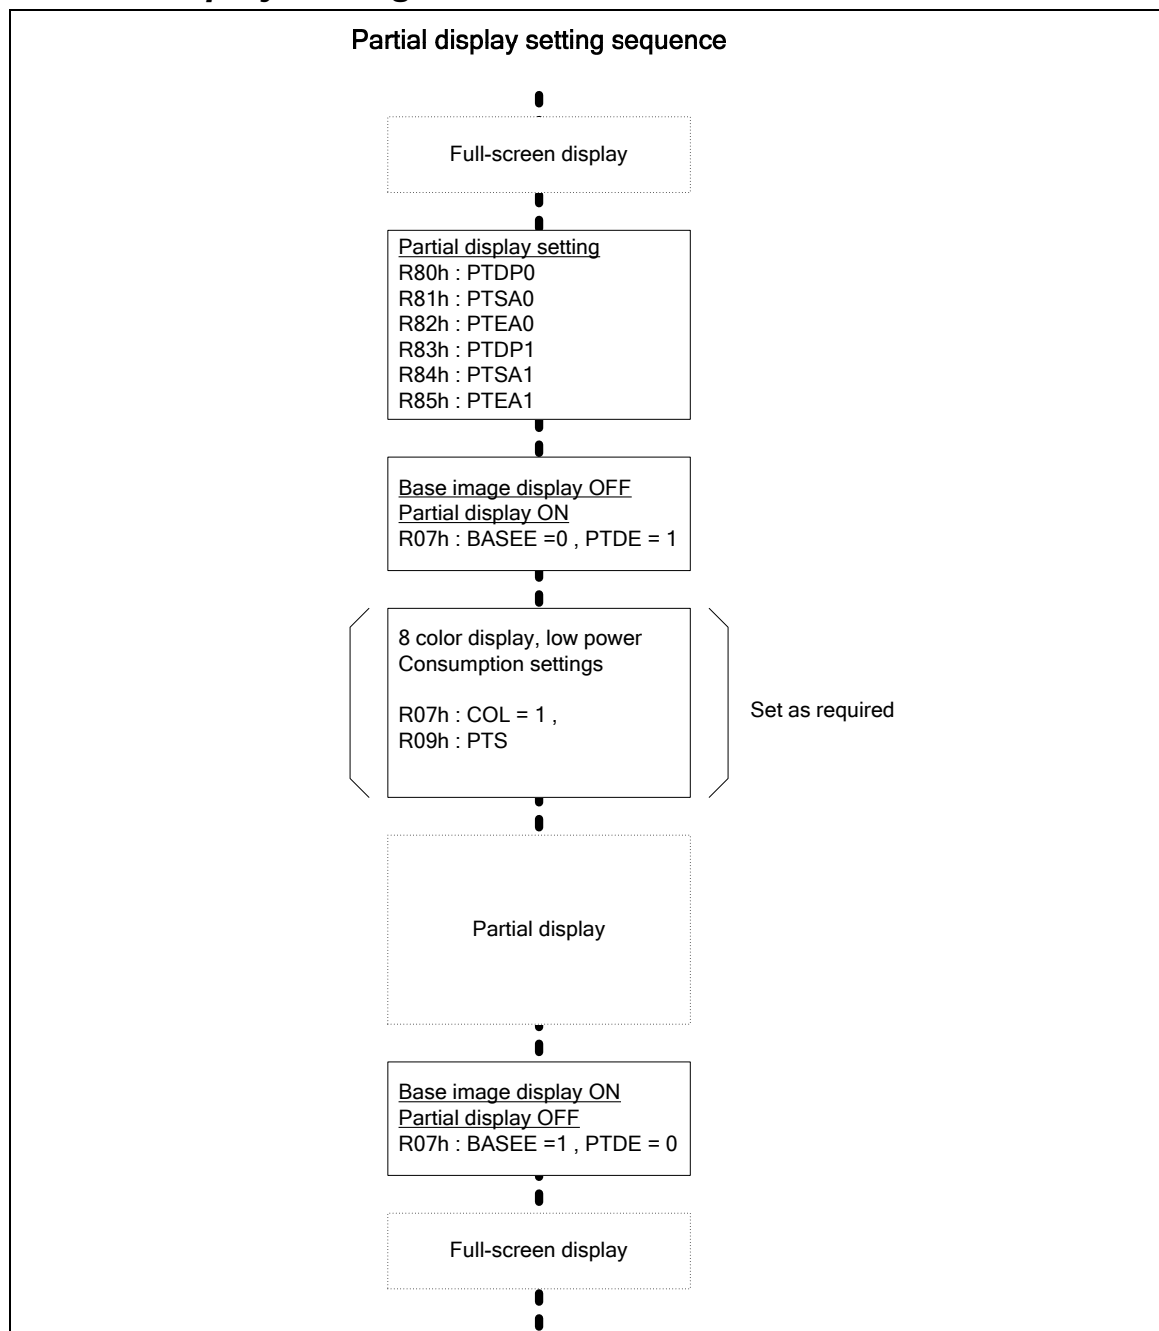 Partial display setting sequence
Full-screen display
Partial display setting
R80h : PTDP0
R81h : PTSA0
R82h : PTEA0
R83h : PTDP1
R84h : PTSA1
R85h : PTEA1
Base image display OFF
Partial display ON
R07h : BASEE =0 , PTDE = 1
8 color display, low power
Consumption settings
R07h : COL = 1 ,
R09h : PTS
Set as required
Partial display
Base image display ON
Partial display OFF
R07h : BASEE =1 , PTDE = 0
Full-screen display